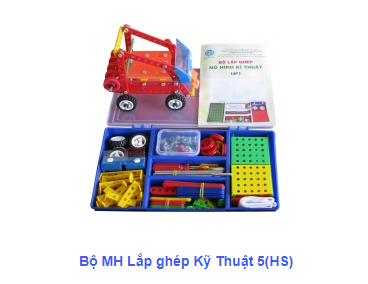 BỘ LẮP GHÉP
MÔ HÌNH KĨ THUẬT
LỚP 5
Bộ MH Lắp ghép Kỹ Thuật 5(HS)